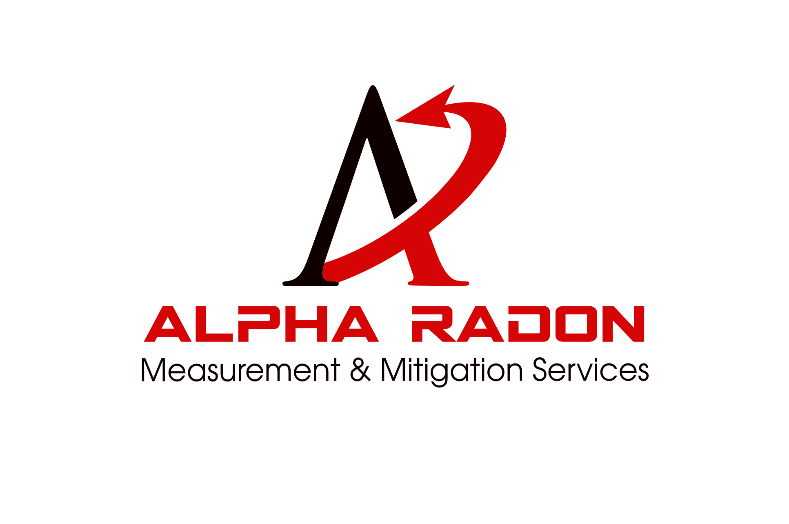 ALPHA RADON
Measurement & Mitigation Services